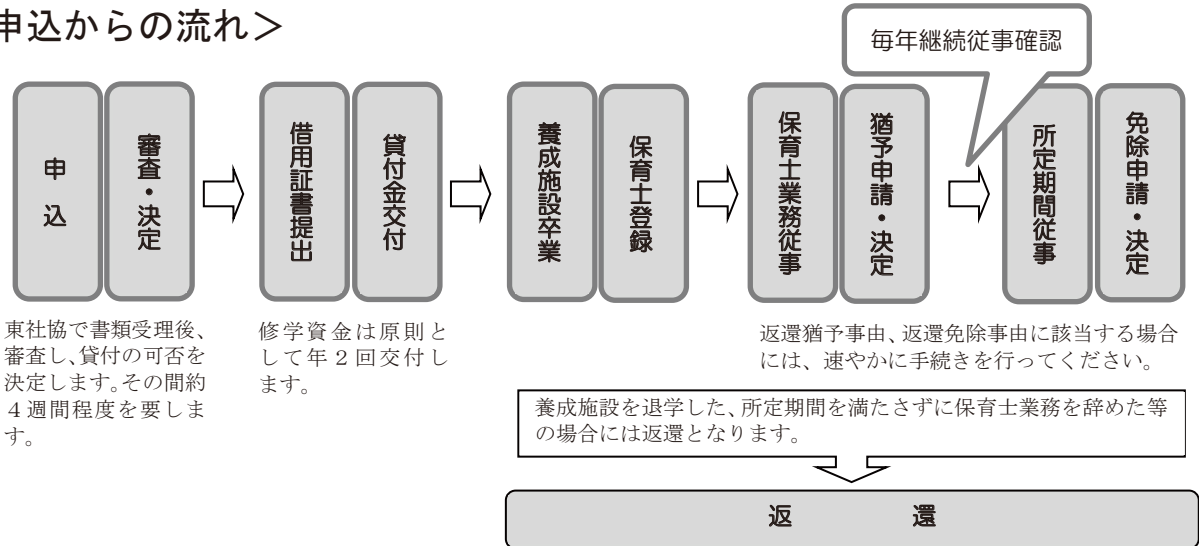 申込からの流れ＞
毎年継続従事確認
申込
審査・決定
借用証書提出
貸付金交付
養成施設卒業
保育士登録
保育士業務従事
猶予申請・決定
所定期間従事
免除申請・決定
東社協で書類受理後、
審査し、貸付の可否を
決定します。その間約
４週間程度を要しま
す。
修学資金は原則と
して年２回交付し
ます。
返還猶予事由、返還免除事由に該当する場合
には、速やかに手続きを行ってください。
養成施設を退学した、所定期間を満たさずに保育士業務を辞めた等
の場合には返還となります。
返　　還